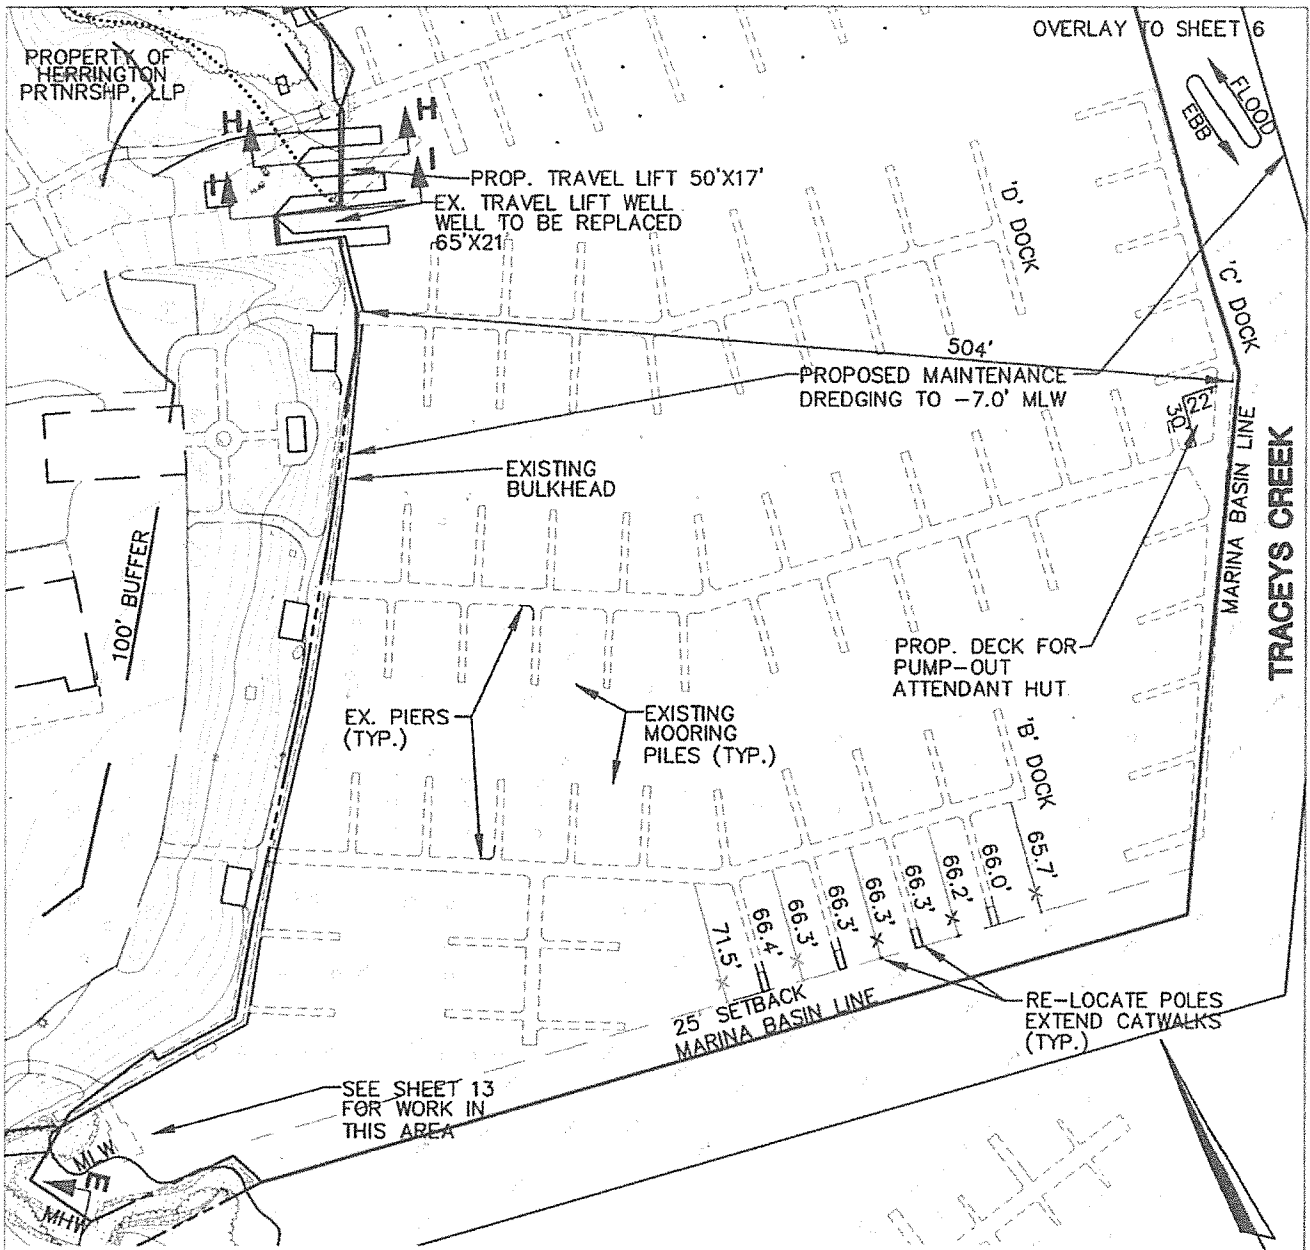 OVERLAY TO SHEET 6
PROPERTY OF
HERRINGTON
PRTNRSHP, LLP
FLOOD
EBB
H
H
I
I
PROP. TRAVEL LIFT 50'X17'
EX. TRAVEL LIFT WELL
WELL TO BE REPLACED
65'X21'
'D' DOCK
'C' DOCK
504'
PROPOSED MAINTENANCE
DREDGING TO -7.0' MLW
22'
30'
EXISTING
BULKHEAD
MARINA BASIN LINE
TRACEYS CREEK
100' BUFFER
PROP. DECK FOR
PUMP-OUT
ATTENDANT HUT
EX. PIERS
(TYP.)
EXISTING
MOORING
PILES (TYP.)
'B' DOCK
71.5'
66.4'
66.3'
66.3'
66.3'
66.3'
66.2'
66.0'
65.7'
25' SETBACK
MARINA BASIN LINE
RE-LOCATE POLES
EXTEND CATWALKS
(TYP.)
SEE SHEET 13
FOR WORK IN
THIS AREA
MLW
E
MHW